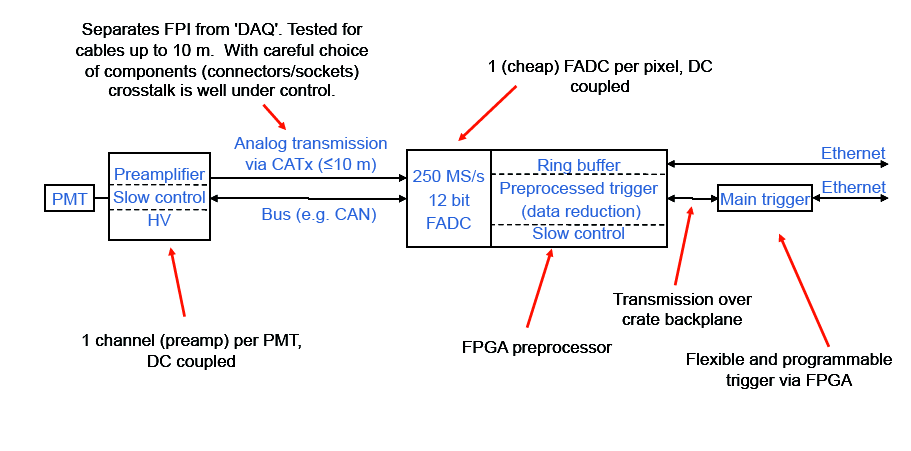 Separates FPI from 'DAQ'. Tested for
cables up to 10 m. With careful choice
of components (connectors/sockets)
crosstalk is well under control.
1 (cheap) FADC per pixel, DC
coupled
Analog transmission
via CATx (≤10 m)
Bus (e.g. CAN)
PMT
Preamplifier
Slow control
HV
250 MS/s
12 bit
FADC
Ring buffer
Preprocessed trigger
(data reduction)
Slow control
Ethernet
Ethernet
Main trigger
Transmission over
crate backplane
1 channel (preamp) per PMT,
DC coupled
FPGA preprocessor
Flexible and programmable
trigger via FPGA